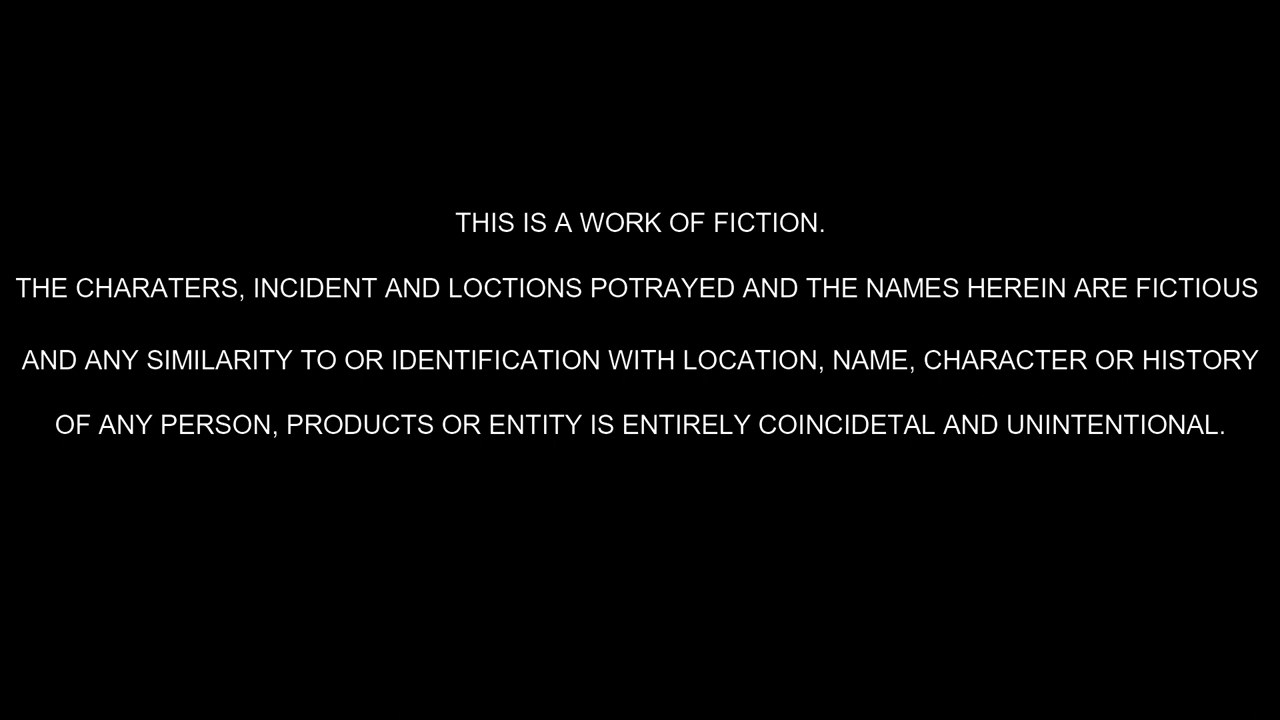 THIS IS A WORK OF FICTION.
THE CHARATERS, INCIDENT AND LOCTIONS POTRAYED AND THE NAMES HEREIN ARE FICTIOUS
AND ANY SIMILARITY TO OR IDENTIFICATION WITH LOCATION, NAME, CHARACTER OR HISTORY
OF ANY PERSON, PRODUCTS OR ENTITY IS ENTIRELY COINCIDETAL AND UNINTENTIONAL.